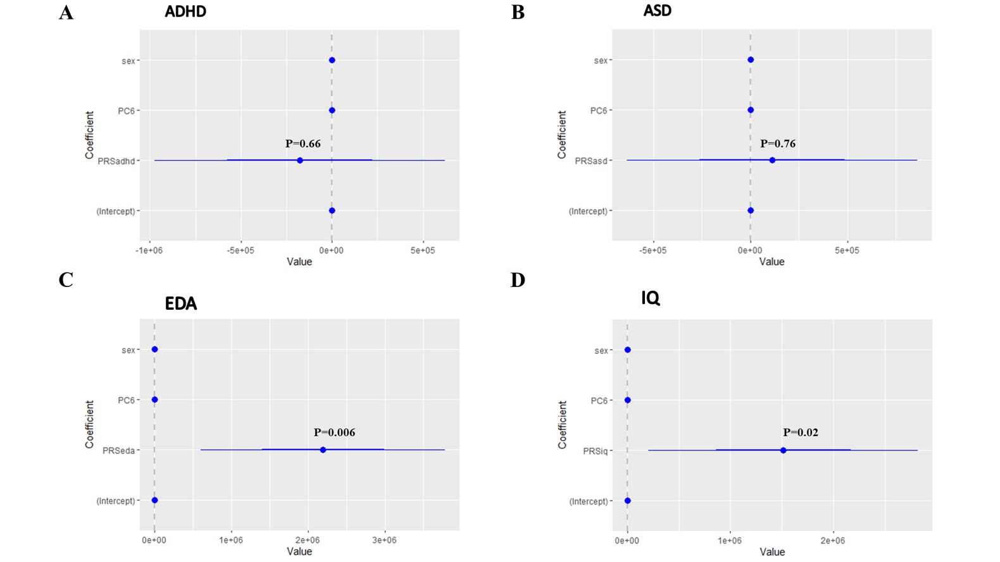 A
ADHD
Coefficient
sex
PC6
PRSadhd
(Intercept)
P=0.66
-1e+06
-5e+05
0e+00
5e+05
Value
B
ASD
Coefficient
sex
PC6
PRSasd
(Intercept)
P=0.76
-5e+05
0e+00
5e+05
Value
C
EDA
Coefficient
sex
PC6
PRSeda
(Intercept)
P=0.006
0e+00
1e+06
2e+06
3e+06
Value
D
IQ
Coefficient
sex
PC6
PRSiq
(Intercept)
P=0.02
0e+00
1e+06
2e+06
Value